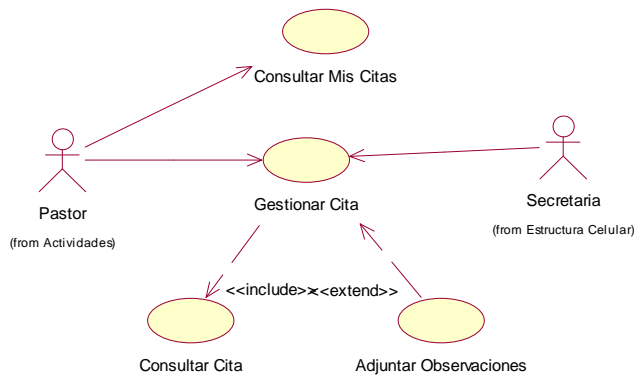 Consultar Mis Citas
Pastor
(from Actividades)
Gestionar Cita
Secretaria
(from Estructura Celular)
<<include>>
<<extend>>
Consultar Cita
Adjuntar Observaciones